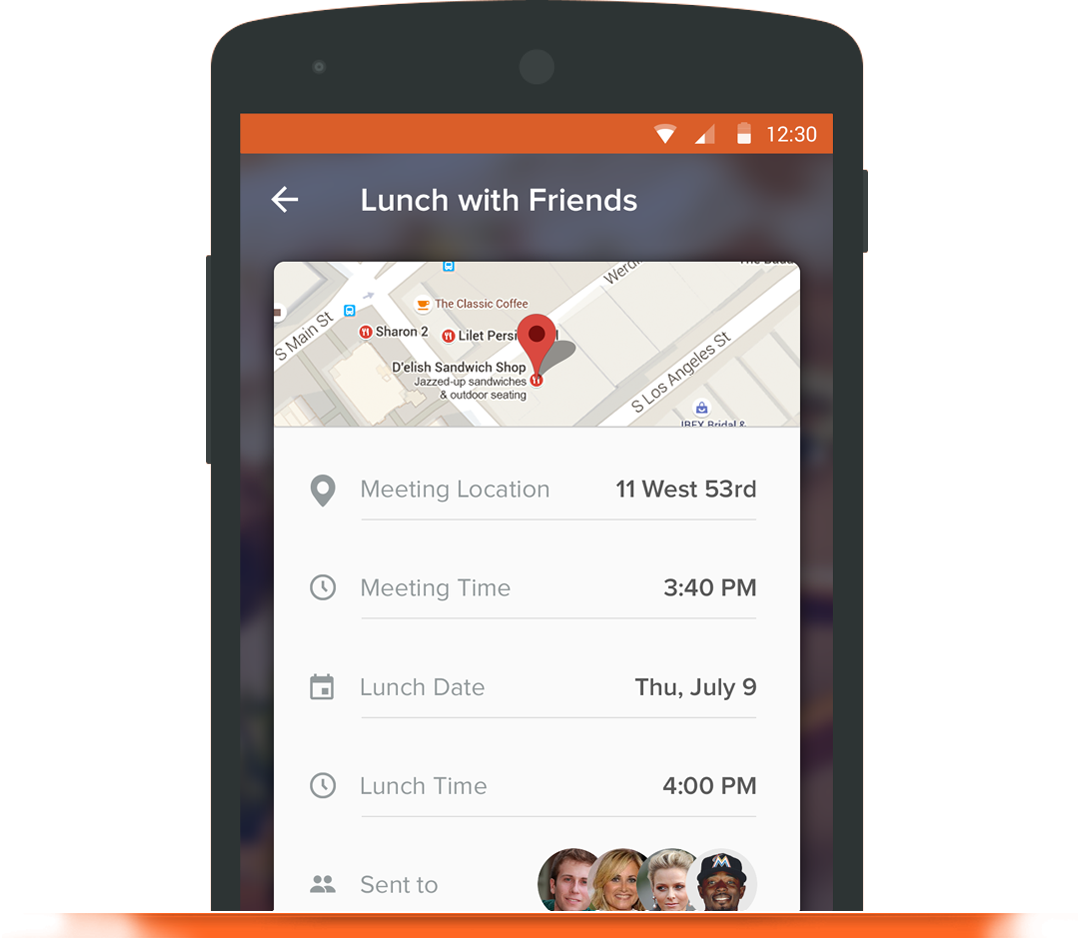 12:30
Lunch with Friends
The Classic Coffee
S Main St
Sharon 2
Lilet Persi
D'elish Sandwich Shop
Jazzed-up sandwiches
& outdoor seating
S Los Angeles St
IBEX Bridal &
Meeting Location
11 West 53rd
Meeting Time
3:40 PM
Lunch Date
Thu, July 9
Lunch Time
4:00 PM
Sent to